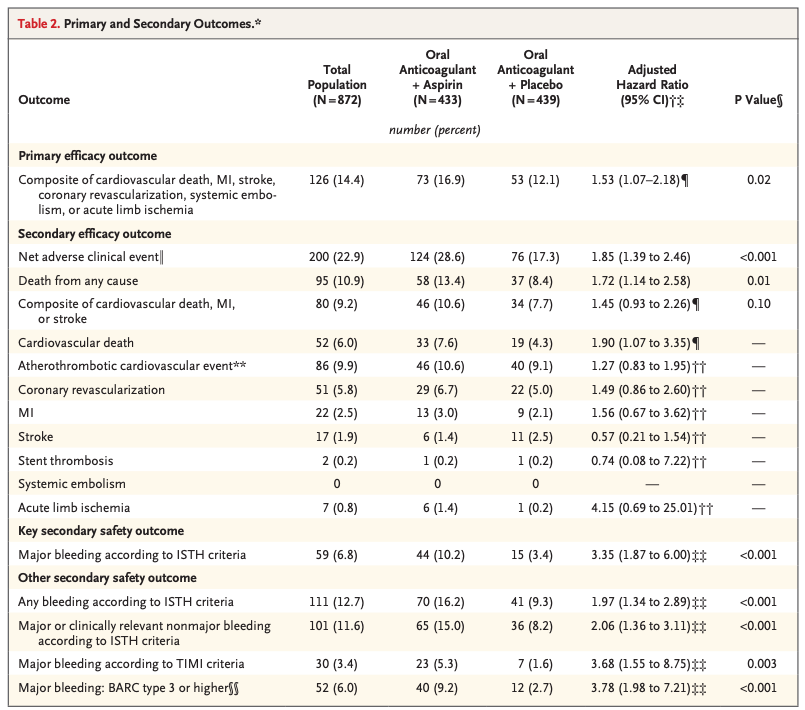 Table 2. Primary and Secondary Outcomes.*
Outcome Total Population (N=872) Oral Anticoagulant + Aspirin (N=433) Oral Anticoagulant + Placebo (N=439) Adjusted Hazard Ratio (95% CI)†‡ P Value§
number (percent)
Primary efficacy outcome
Composite of cardiovascular death, MI, stroke, 126 (14.4) 73 (16.9) 53 (12.1) 1.53 (1.07–2.18)¶ 0.02
coronary revascularization, systemic embo-
lism, or acute limb ischemia
Secondary efficacy outcome
Net adverse clinical event‖ 200 (22.9) 124 (28.6) 76 (17.3) 1.85 (1.39 to 2.46) <0.001
Death from any cause 95 (10.9) 58 (13.4) 37 (8.4) 1.72 (1.14 to 2.58) 0.01
Composite of cardiovascular death, MI, 80 (9.2) 46 (10.6) 34 (7.7) 1.45 (0.93 to 2.26)¶ 0.10
or stroke
Cardiovascular death 52 (6.0) 33 (7.6) 19 (4.3) 1.90 (1.07 to 3.35)¶ —
Atherothrombotic cardiovascular event** 86 (9.9) 46 (10.6) 40 (9.1) 1.27 (0.83 to 1.95)†† —
Coronary revascularization 51 (5.8) 29 (6.7) 22 (5.0) 1.49 (0.86 to 2.60)†† —
MI 22 (2.5) 13 (3.0) 9 (2.1) 1.56 (0.67 to 3.62)†† —
Stroke 17 (1.9) 6 (1.4) 11 (2.5) 0.57 (0.21 to 1.54)†† —
Stent thrombosis 2 (0.2) 1 (0.2) 1 (0.2) 0.74 (0.08 to 7.22)†† —
Systemic embolism 0 0 0 — —
Acute limb ischemia 7 (0.8) 6 (1.4) 1 (0.2) 4.15 (0.69 to 25.01)†† —
Key secondary safety outcome
Major bleeding according to ISTH criteria 59 (6.8) 44 (10.2) 15 (3.4) 3.35 (1.87 to 6.00)‡‡ <0.001
Other secondary safety outcome
Any bleeding according to ISTH criteria 111 (12.7) 70 (16.2) 41 (9.3) 1.97 (1.34 to 2.89)‡‡ <0.001
Major or clinically relevant nonmajor bleeding 101 (11.6) 65 (15.0) 36 (8.2) 2.06 (1.36 to 3.11)‡‡ <0.001
according to ISTH criteria
Major bleeding according to TIMI criteria 30 (3.4) 23 (5.3) 7 (1.6) 3.68 (1.55 to 8.75)‡‡ 0.003
Major bleeding: BARC type 3 or higher§§ 52 (6.0) 40 (9.2) 12 (2.7) 3.78 (1.98 to 7.21)‡‡ <0.001